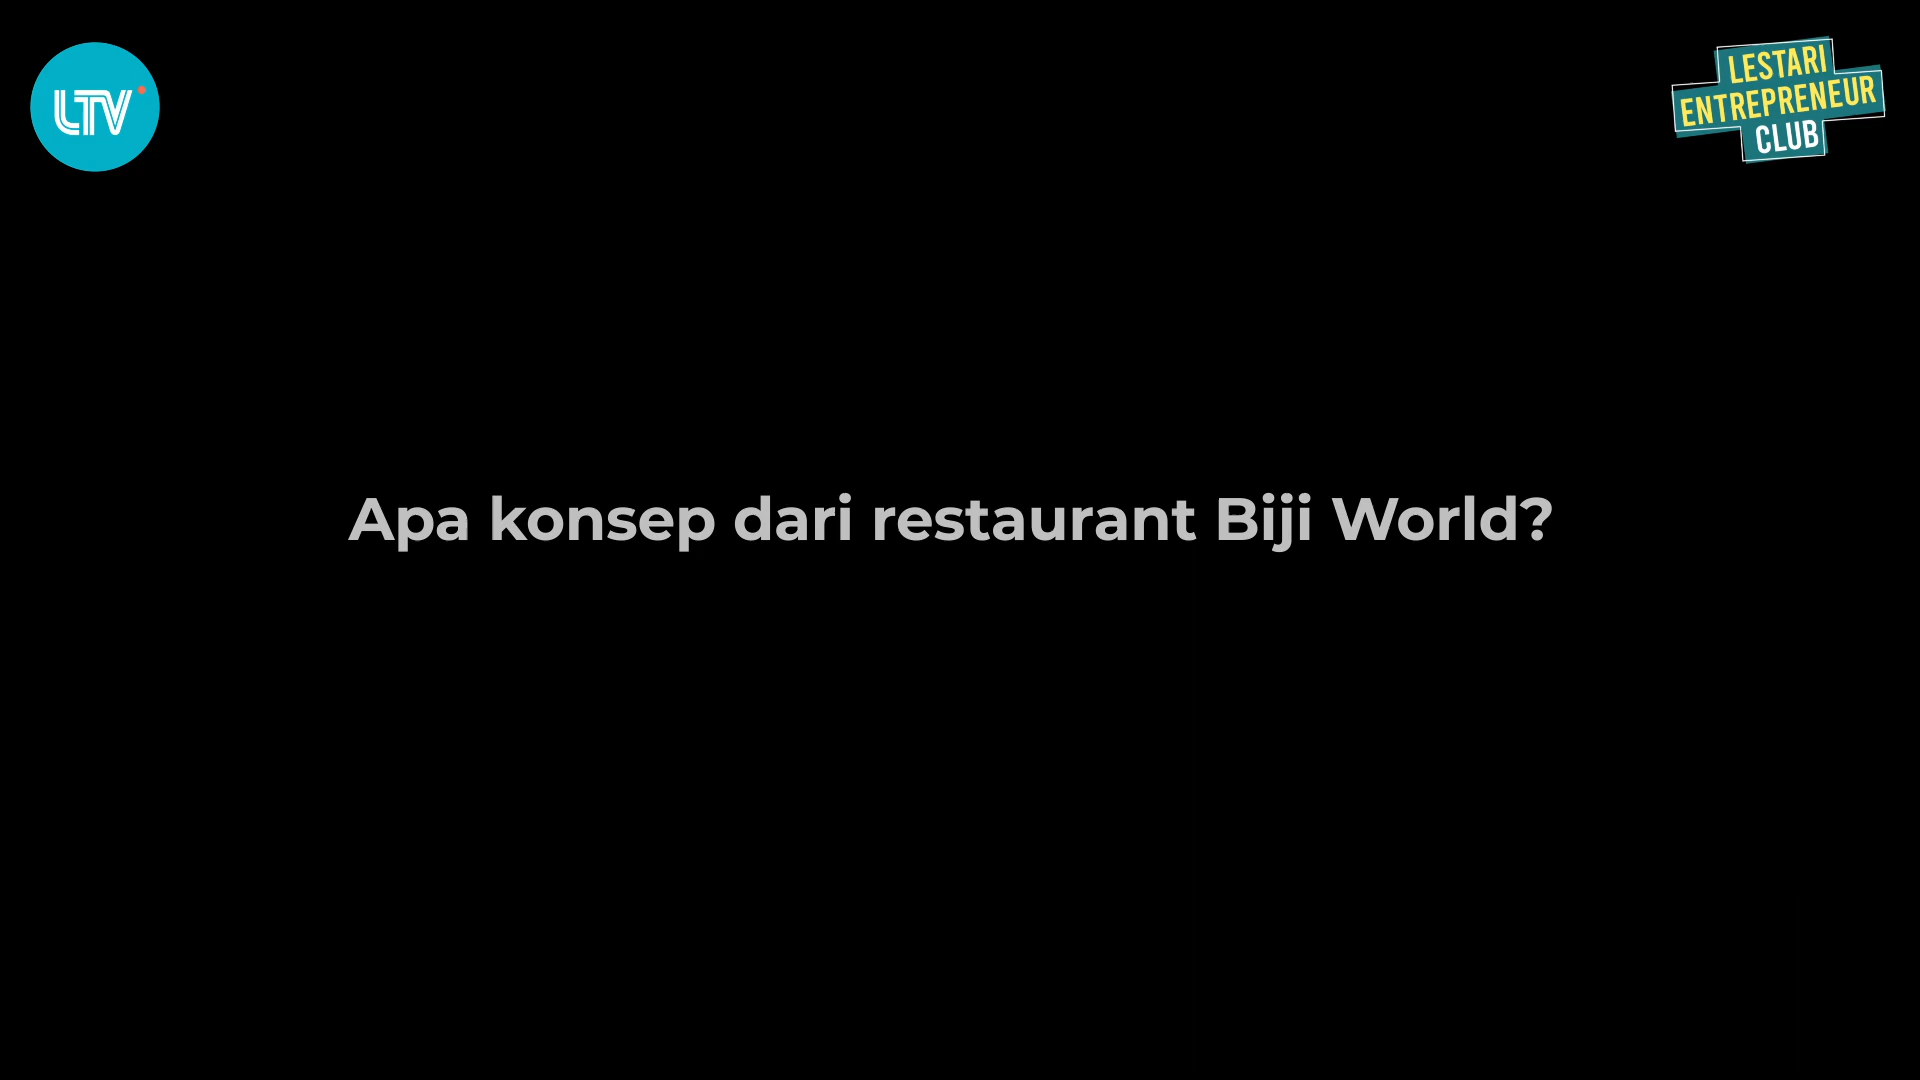 LTV
LESTARI
ENTREPRENEUR
CLUB
Apa konsep dari restaurant Biji World?